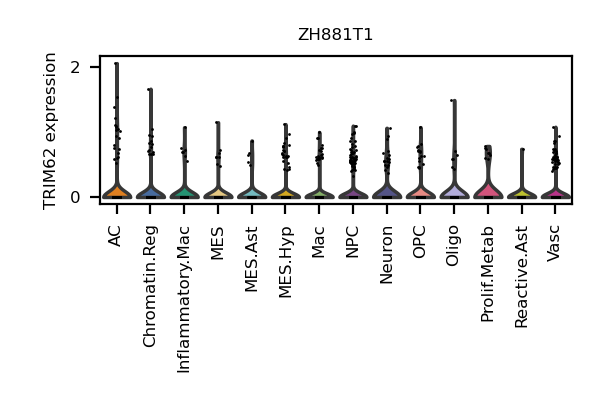 ZH881T1
TRIM62 expression
2
0
AC
Chromatin.Reg
Inflammatory.Mac
MES
MES.Ast
MES.Hyp
Mac
NPC
Neuron
OPC
Oligo
Prolif.Metab
Reactive.Ast
Vasc